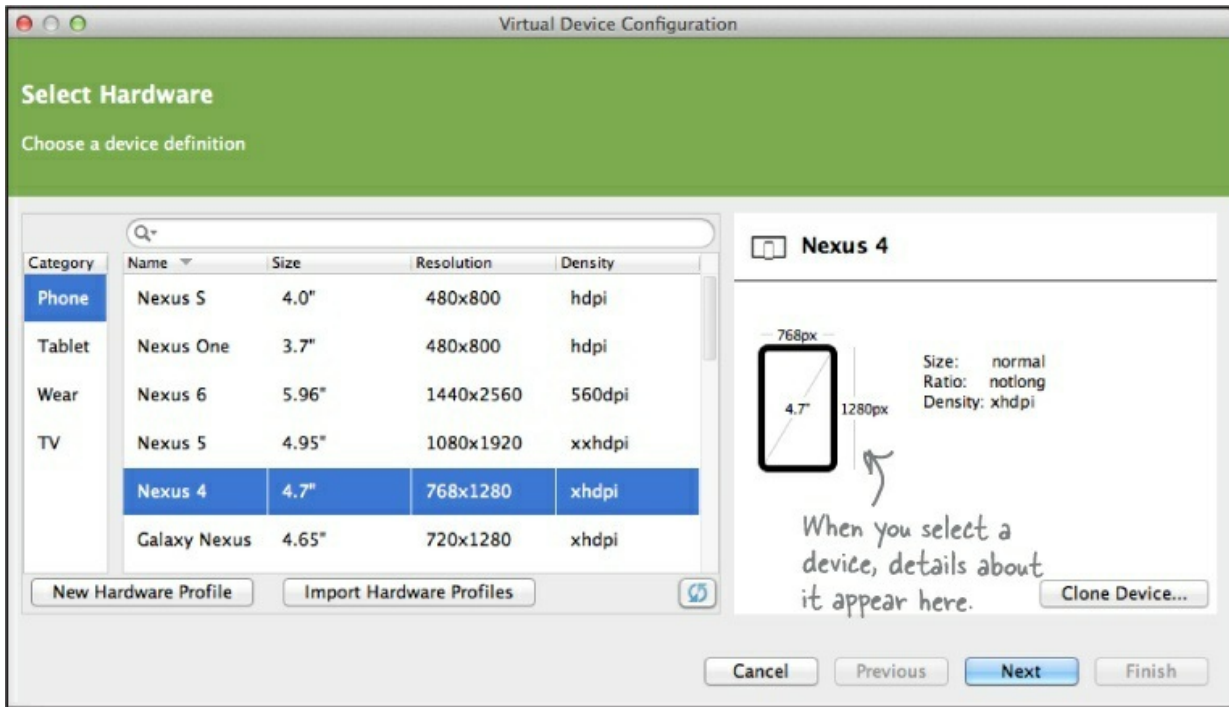 Virtual Device Configuration
Select Hardware
Choose a device definition
Category Name Size Resolution Density
Phone Nexus S 4.0" 480x800 hdpi
Tablet Nexus One 3.7" 480x800 hdpi
Wear Nexus 6 5.96" 1440x2560 560dpi
TV Nexus 5 4.95" 1080x1920 xxhdpi
Nexus 4 4.7" 768x1280 xhdpi
Galaxy Nexus 4.65" 720x1280 xhdpi
New Hardware Profile Import Hardware Profiles
Nexus 4
768px
4.7" 1280px
Size: normal
Ratio: notlong
Density: xhdpi
When you select a
device, details about
it appear here.
Clone Device...
Cancel Previous Next Finish